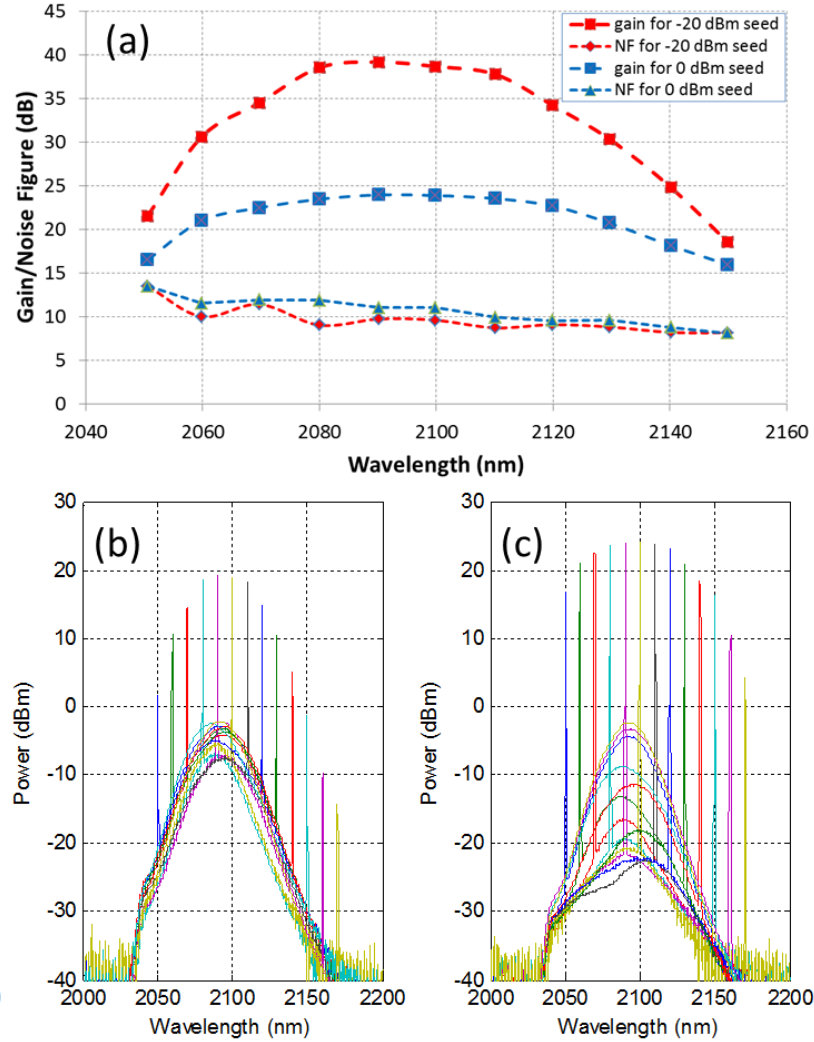 (a)
45
40
35
30
25
20
15
10
5
0
Gain/Noise Figure (dB)
gain for -20 dBm seed
NF for -20 dBm seed
gain for 0 dBm seed
NF for 0 dBm seed
2040 2060 2080 2100 2120 2140 2160
Wavelength (nm)
(b)
30
20
10
0
-10
-20
-30
-40
Power (dBm)
2000 2050 2100 2150 2200
Wavelength (nm)
(c)
30
20
10
0
-10
-20
-30
-40
Power (dBm)
2000 2050 2100 2150 2200
Wavelength (nm)